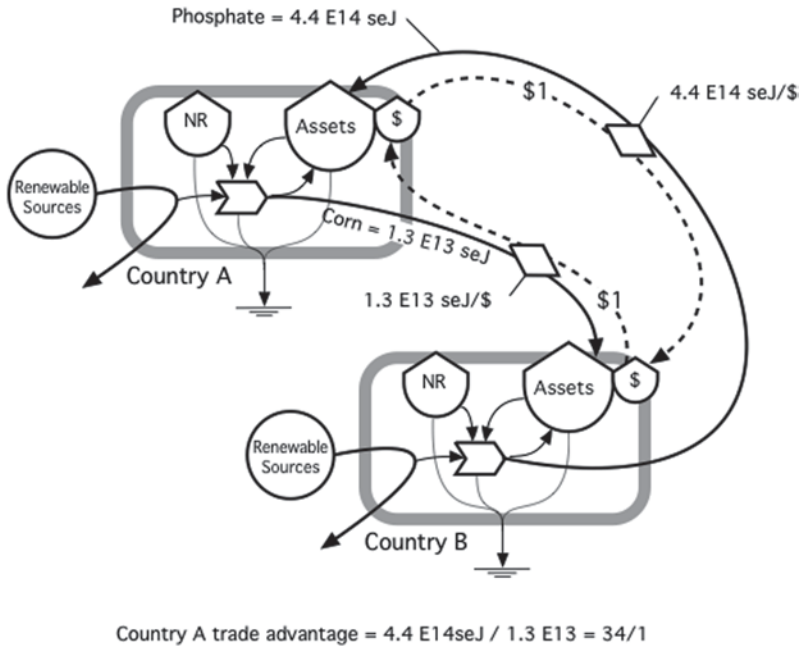 Phosphate = 4.4 E14 seJ
4.4 E14 seJ/$
$1
NR
Assets
$
Renewable
Sources
Corn = 1.3 E13 seJ
Country A
1.3 E13 seJ/$
$1
NR
Assets
$
Renewable
Sources
Country B
Country A trade advantage = 4.4 E14seJ / 1.3 E13 = 34/1